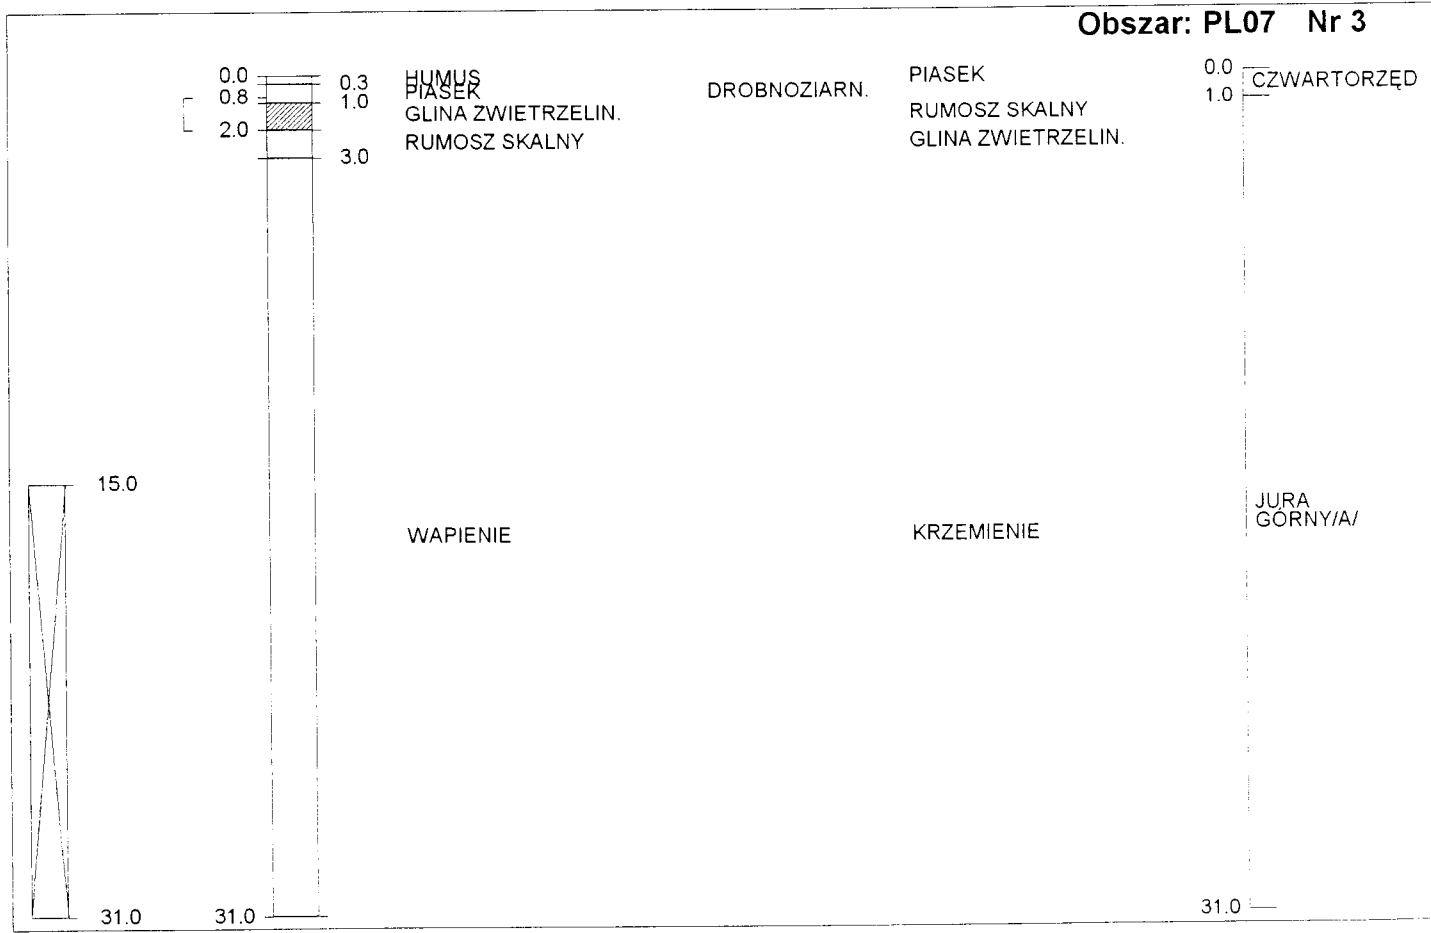 Obszar: PL07 Nr 3
0.0 0.3 HUMUS PIASEK 0.0 CZWARTORZĘD
0.8 1.0 PIASEK DROBNOZIARN. 1.0
GLINA ZWIETRZELIN. RUMOSZ SKALNY
2.0 RUMOSZ SKALNY GLINA ZWIETRZELIN.
3.0
15.0
JURA
GÓRNY/A/
WAPIENIE KRZEMIENIE
31.0 31.0 31.0